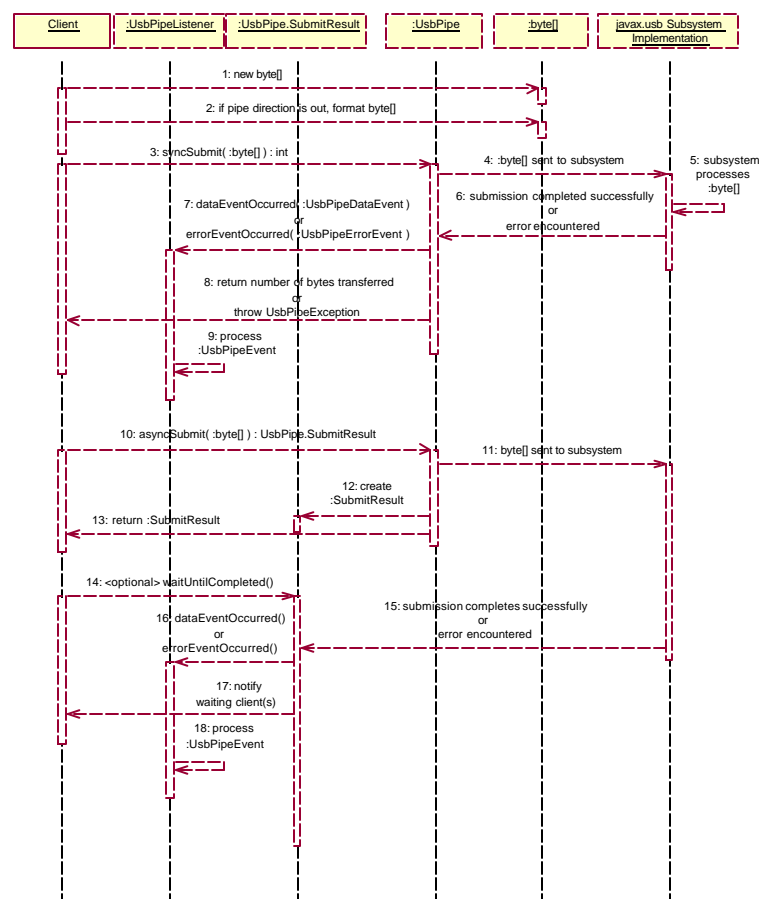 Client
:UsbPipeListener
:UsbPipe.SubmitResult
:UsbPipe
:byte[]
javax.usb Subsystem
Implementation
1: new byte[]
2: if pipe direction is out, format byte[]
3: syncSubmit( :byte[] ) : int
4: :byte[] sent to subsystem
5: subsystem
processes
:byte[]
6: submission completed successfully
or
error encountered
7: dataEventOccurred( :UsbPipeDataEvent )
or
errorEventOccurred( :UsbPipeErrorEvent )
8: return number of bytes transferred
or
throw UsbPipeException
9: process
:UsbPipeEvent
10: asyncSubmit( :byte[] ) : UsbPipe.SubmitResult
11: byte[] sent to subsystem
12: create
:SubmitResult
13: return :SubmitResult
14: <optional> waitUntilCompleted()
15: submission completes successfully
or
error encountered
16: dataEventOccurred()
or
errorEventOccurred()
17: notify
waiting client(s)
18: process
:UsbPipeEvent